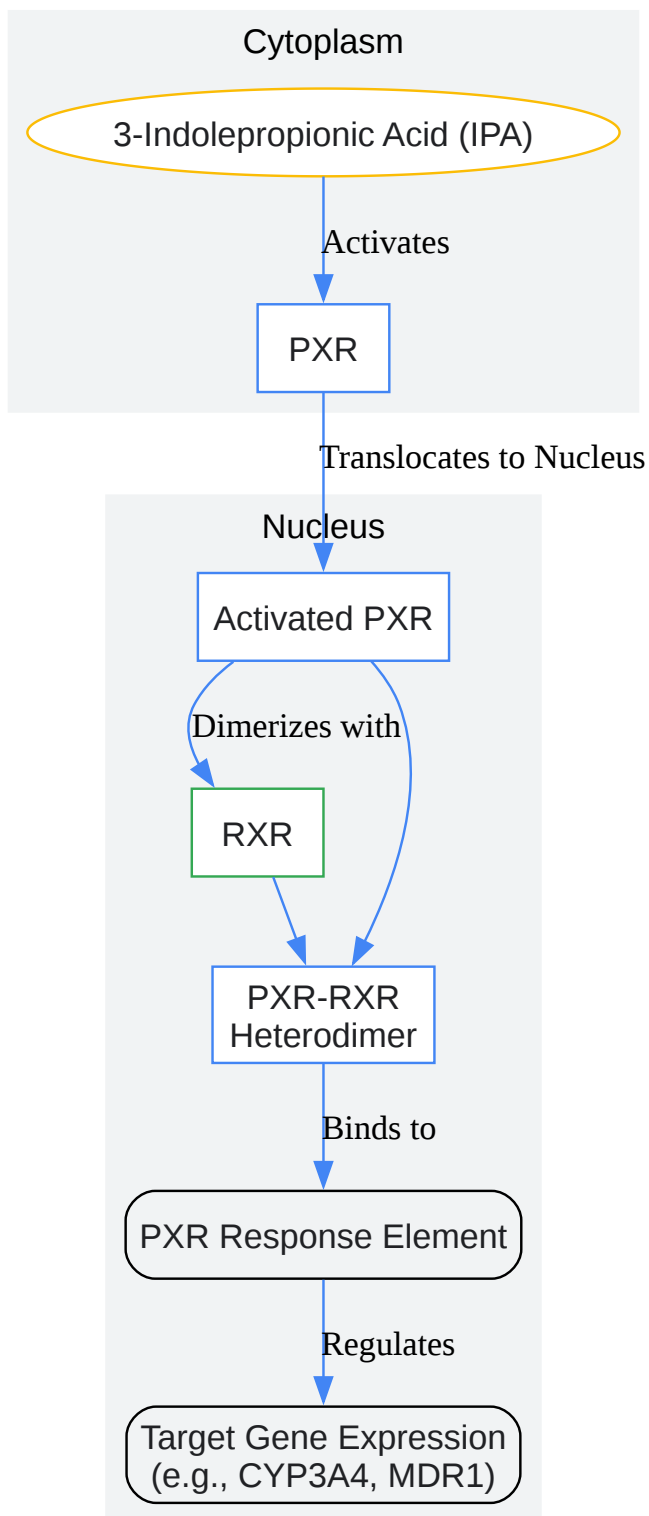 Cytoplasm
3-Indolepropionic Acid (IPA)
Activates
PXR
Translocates to Nucleus
Nucleus
Activated PXR
Dimerizes with
RXR
PXR-RXR
Heterodimer
Binds to
PXR Response Element
Regulates
Target Gene Expression
(e.g., CYP3A4, MDR1)